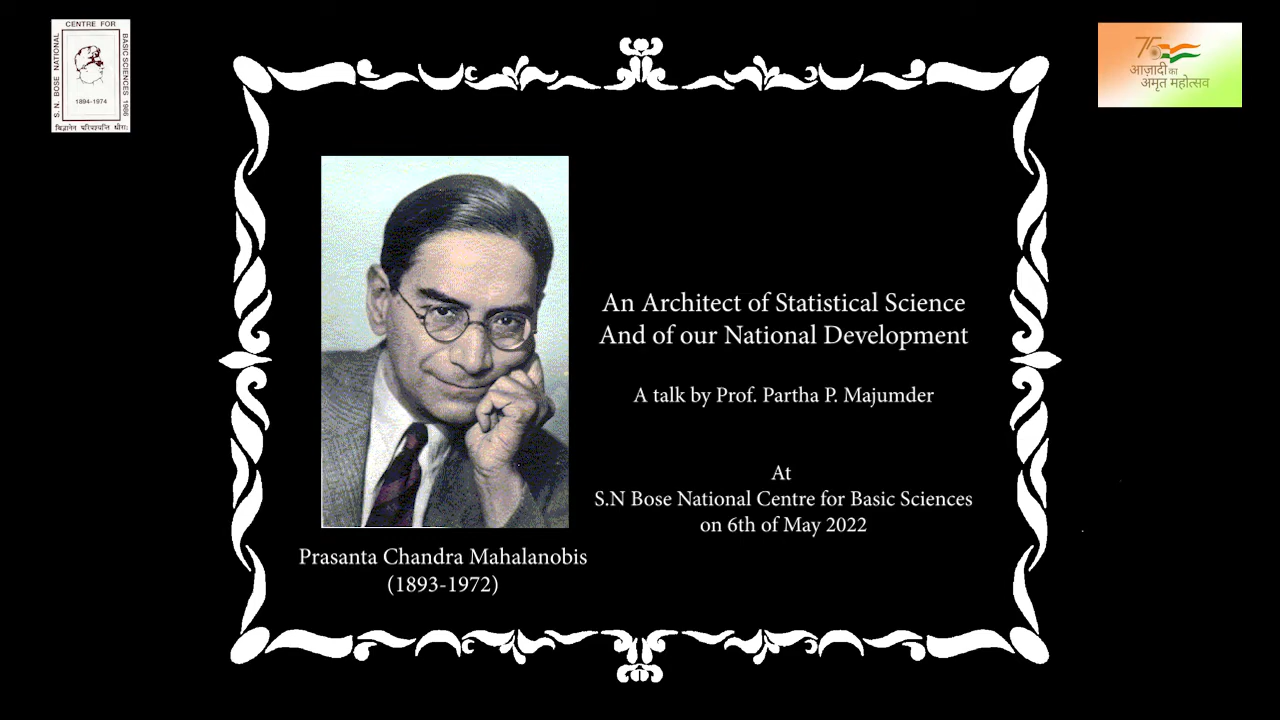 CENTRE FOR
S. N. BOSE NATIONAL
BASIC SCIENCES 1986
1894-1974
75
आज़ादी का
अमृत महोत्सव
An Architect of Statistical Science
And of our National Development
A talk by Prof. Partha P. Majumder
At
S.N Bose National Centre for Basic Sciences
on 6th of May 2022
Prasanta Chandra Mahalanobis
(1893-1972)